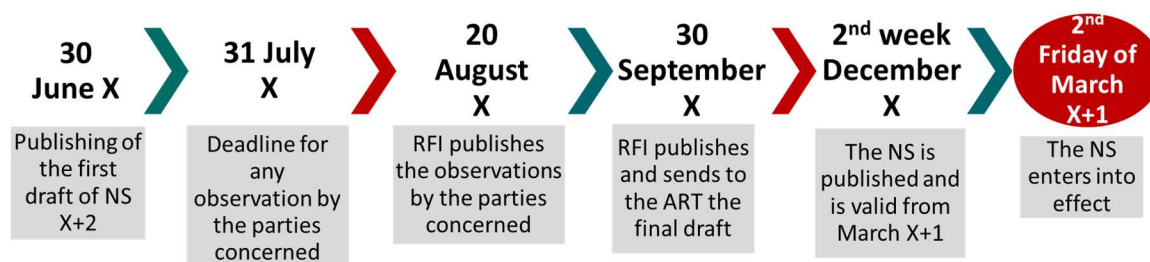 30
June X
Publishing of
the first
draft of NS
X+2
31 July
X
Deadline for
any
observation by
the parties
concerned
20
August
X
RFI publishes
the observations
by the parties
concerned
30
September
X
RFI publishes
and sends to
the ART the
final draft
2nd week
December
X
The NS is
published and
is valid from
March X+1
2nd
Friday of
March
X+1
The NS
enters into
effect